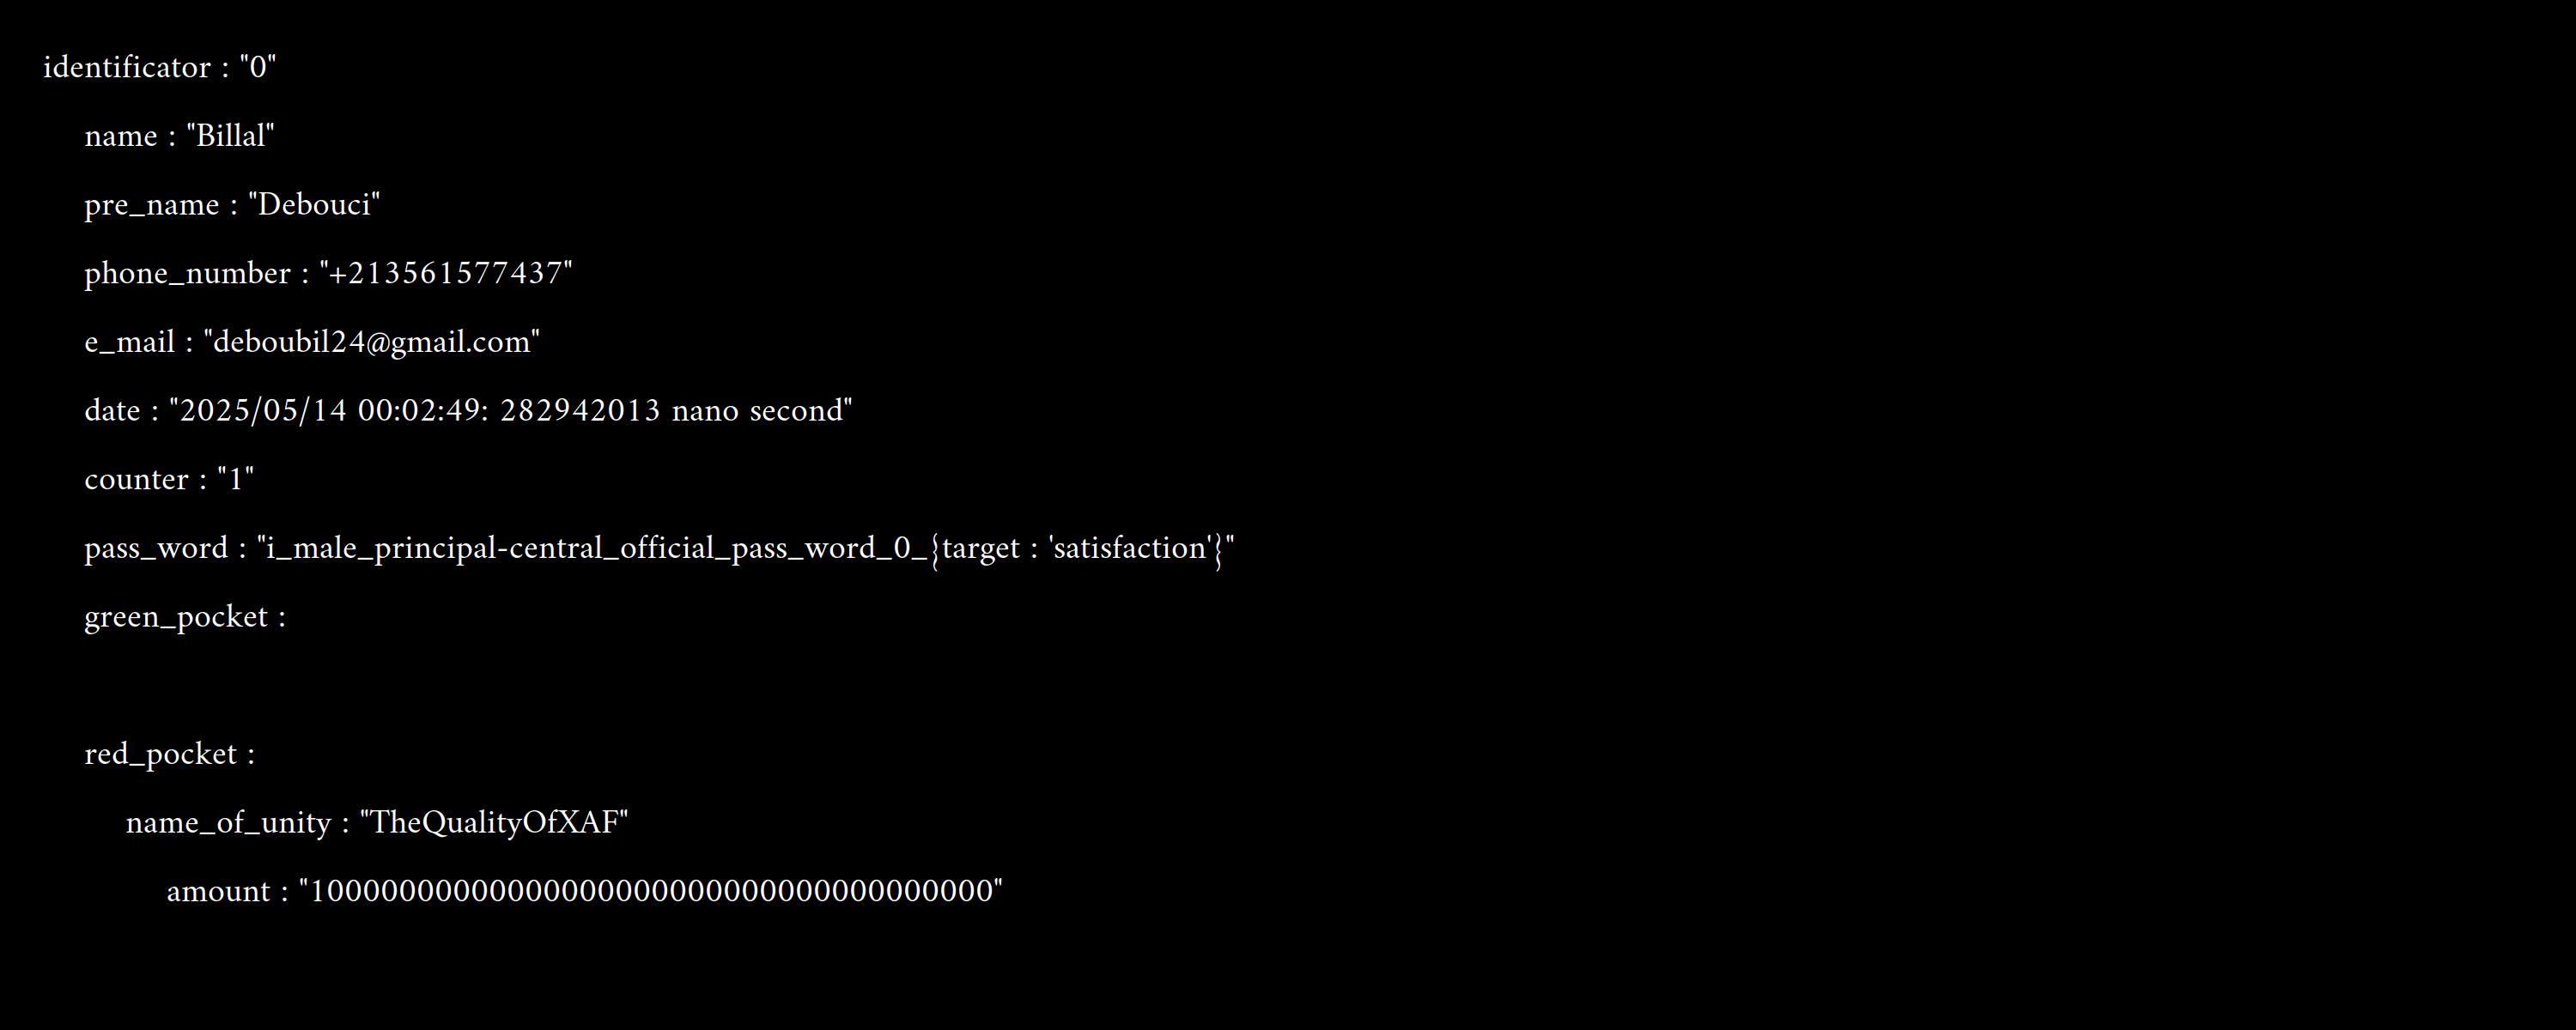 identificator : "0"
name : "Billal"
pre_name : "Debouci"
phone_number : "+213561577437"
e_mail : "deboubil24@gmail.com"
date : "2025/05/14 00:02:49: 282942013 nano second"
counter : "1"
pass_word : "i_male_principal-central_official_pass_word_0_{target : 'satisfaction'}"
green_pocket :
red_pocket :
name_of_unity : "TheQualityOfXAF"
amount : "10000000000000000000000000000000000000"